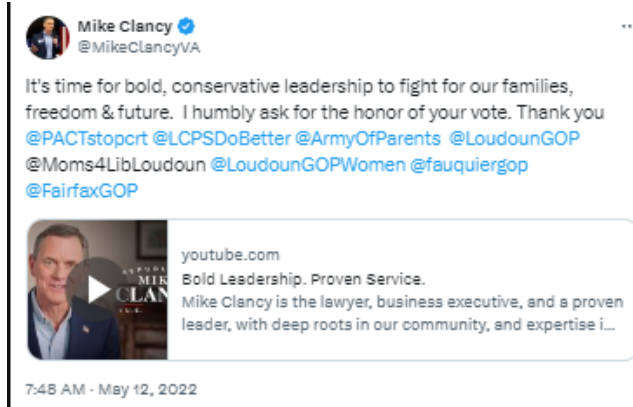 Mike Clancy
@MikeClancyVA
It's time for bold, conservative leadership to fight for our families,
freedom & future. I humbly ask for the honor of your vote. Thank you
@PACTstopcrt @LCPSDoBetter @ArmyOfParents @LoudounGOP
@Moms4LibLoudoun @LoudounGOPWomen @fauquiergop
@FairfaxGOP
youtube.com
Bold Leadership. Proven Service.
Mike Clancy is the lawyer, business executive, and a proven
leader, with deep roots in our community, and expertise i...
MIK
CLAN
7:48 AM · May 12, 2022